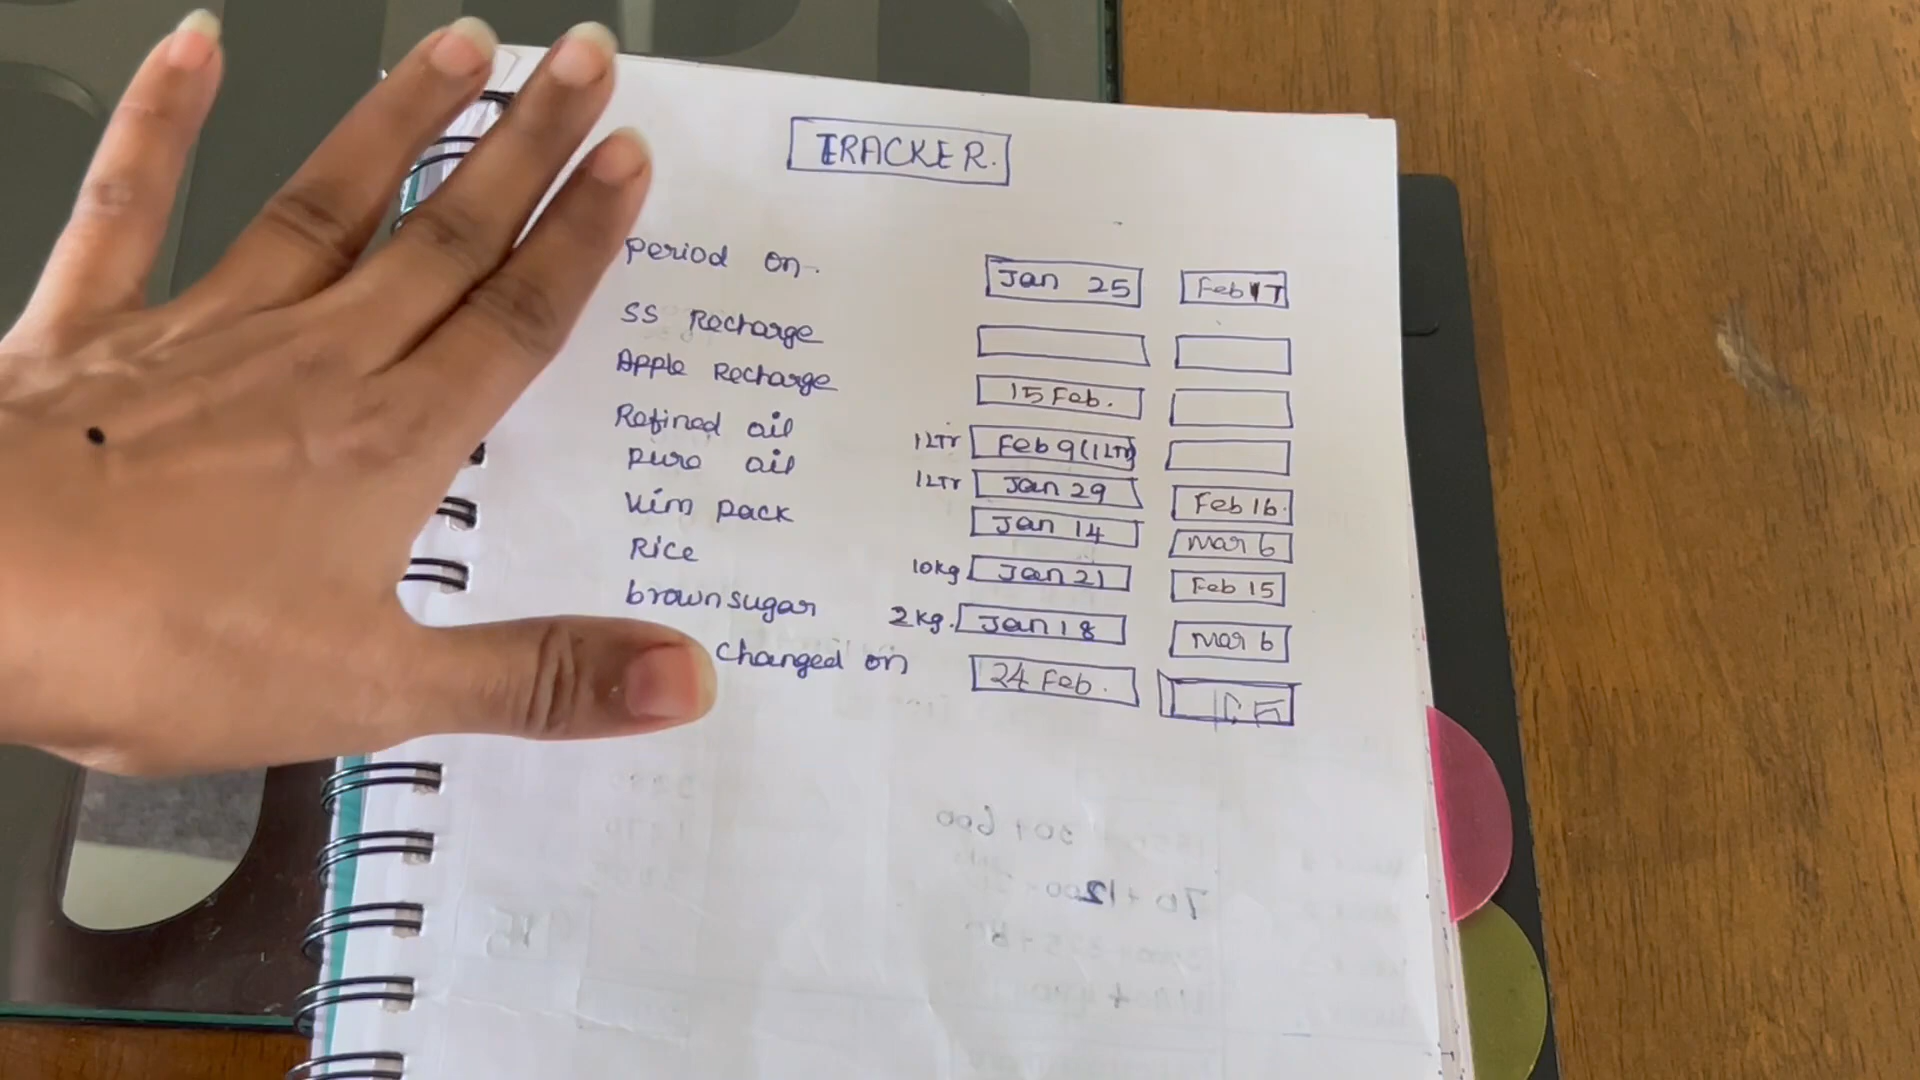 TRACKER.
Period on. Jan 25 Feb 17
SS Recharge
Apple Recharge 15 Feb.
Refined oil 1LTr Feb 9(1LTr)
Pure oil 1LTr Jan 29 Feb 16.
Vim pack Jan 14 Mar 6
Rice 10kg Jan 21 Feb 15
brown sugar 2kg. Jan 18 Mar 6
Changed on 24 Feb.